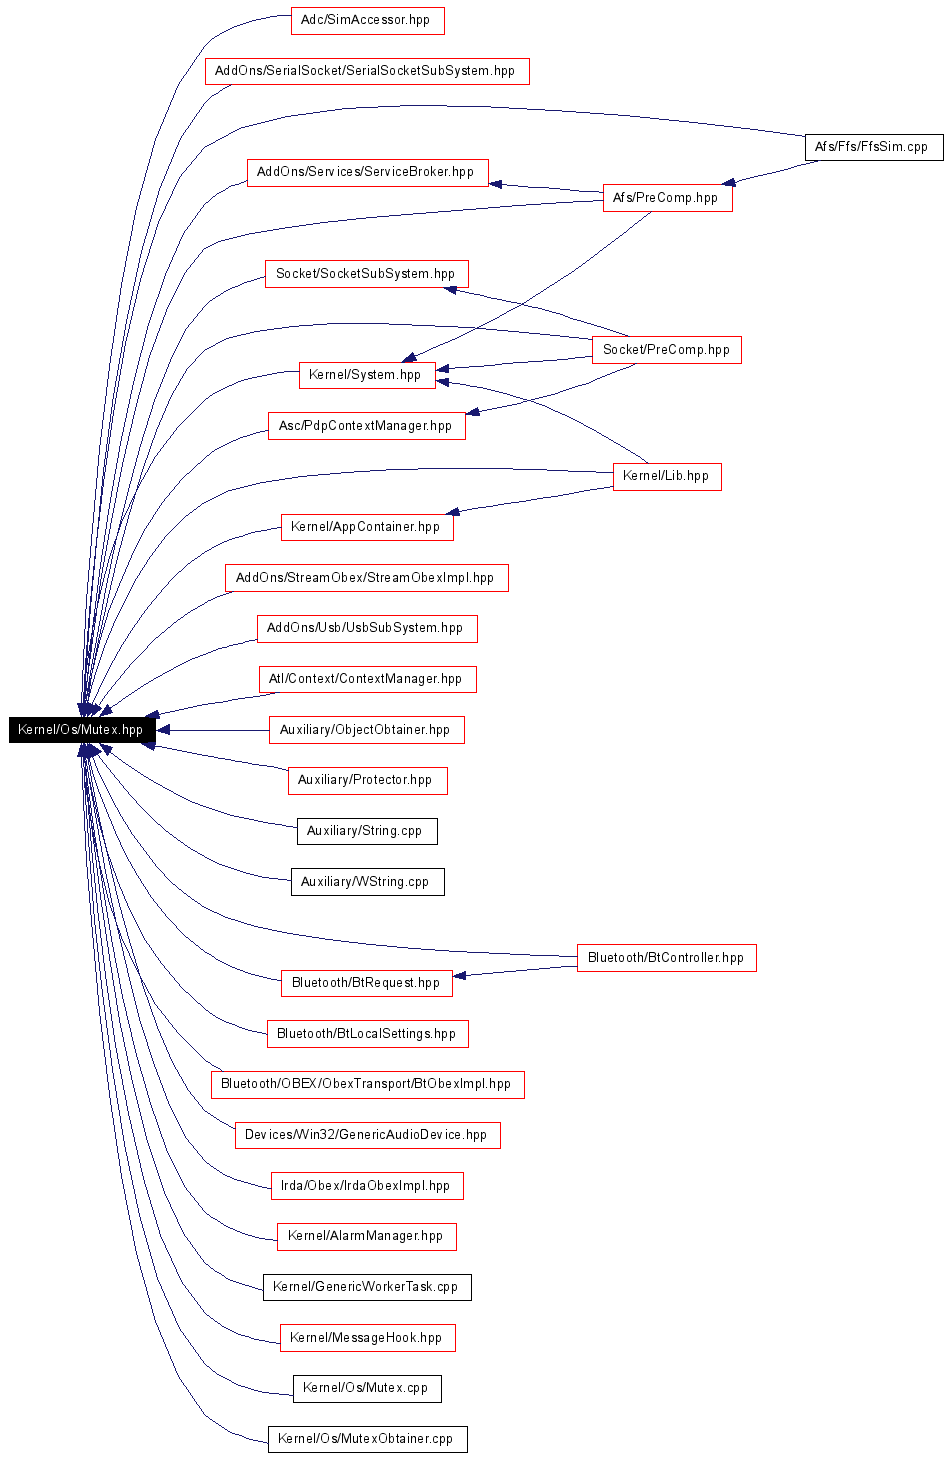 Adc/SimAccessor.hpp
AddOns/SerialSocket/SerialSocketSubSystem.hpp
Afs/Ffs/FfsSim.cpp
AddOns/Services/ServiceBroker.hpp
Afs/PreComp.hpp
Socket/SocketSubSystem.hpp
Socket/PreComp.hpp
Kernel/System.hpp
Asc/PdpContextManager.hpp
Kernel/Lib.hpp
Kernel/AppContainer.hpp
AddOns/StreamObex/StreamObexImpl.hpp
AddOns/Usb/UsbSubSystem.hpp
Atl/Context/ContextManager.hpp
Kernel/Os/Mutex.hpp
Auxiliary/ObjectObtainer.hpp
Auxiliary/Protector.hpp
Auxiliary/String.cpp
Auxiliary/WString.cpp
Bluetooth/BtController.hpp
Bluetooth/BtRequest.hpp
Bluetooth/BtLocalSettings.hpp
Bluetooth/OBEX/ObexTransport/BtObexImpl.hpp
Devices/Win32/GenericAudioDevice.hpp
Irda/Obex/IrdaObexImpl.hpp
Kernel/AlarmManager.hpp
Kernel/GenericWorkerTask.cpp
Kernel/MessageHook.hpp
Kernel/Os/Mutex.cpp
Kernel/Os/MutexObtainer.cpp